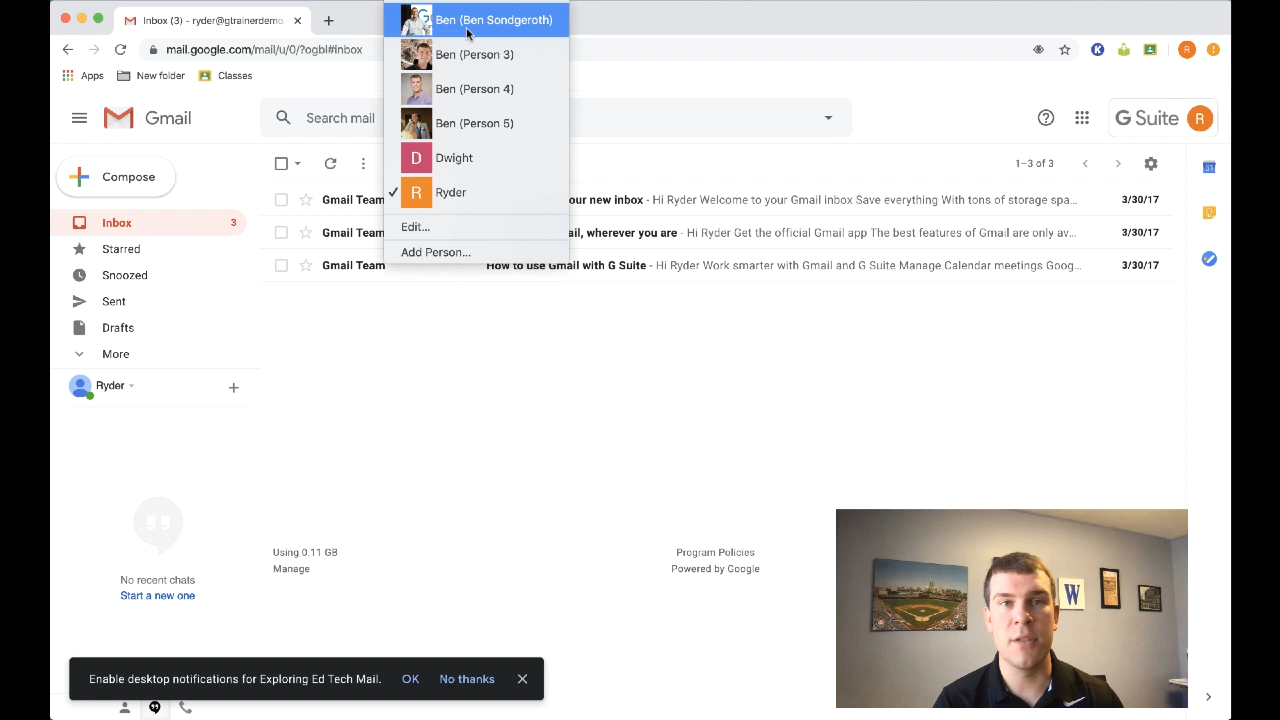 Inbox (3) - ryder@gtrainerdemo.
mail.google.com/mail/u/0/?ogbl#inbox
R
Apps
New folder
Classes
Ben (Ben Sondgeroth)
Ben (Person 3)
Ben (Person 4)
Ben (Person 5)
D Dwight
R Ryder
Edit...
Add Person...
Gmail
Search mail
G Suite R
Compose
1–3 of 3
Inbox 3
Starred
Snoozed
Sent
Drafts
More
Ryder
Gmail Team our new inbox - Hi Ryder Welcome to your Gmail inbox Save everything With tons of storage spa... 3/30/17
Gmail Team ail, wherever you are - Hi Ryder Get the official Gmail app The best features of Gmail are only av... 3/30/17
Gmail Team How to use Gmail with G Suite - Hi Ryder Work smarter with Gmail and G Suite Manage Calendar meetings Goog... 3/30/17
31
No recent chats
Start a new one
Using 0.11 GB
Manage
Program Policies
Powered by Google
W
Enable desktop notifications for Exploring Ed Tech Mail. OK No thanks